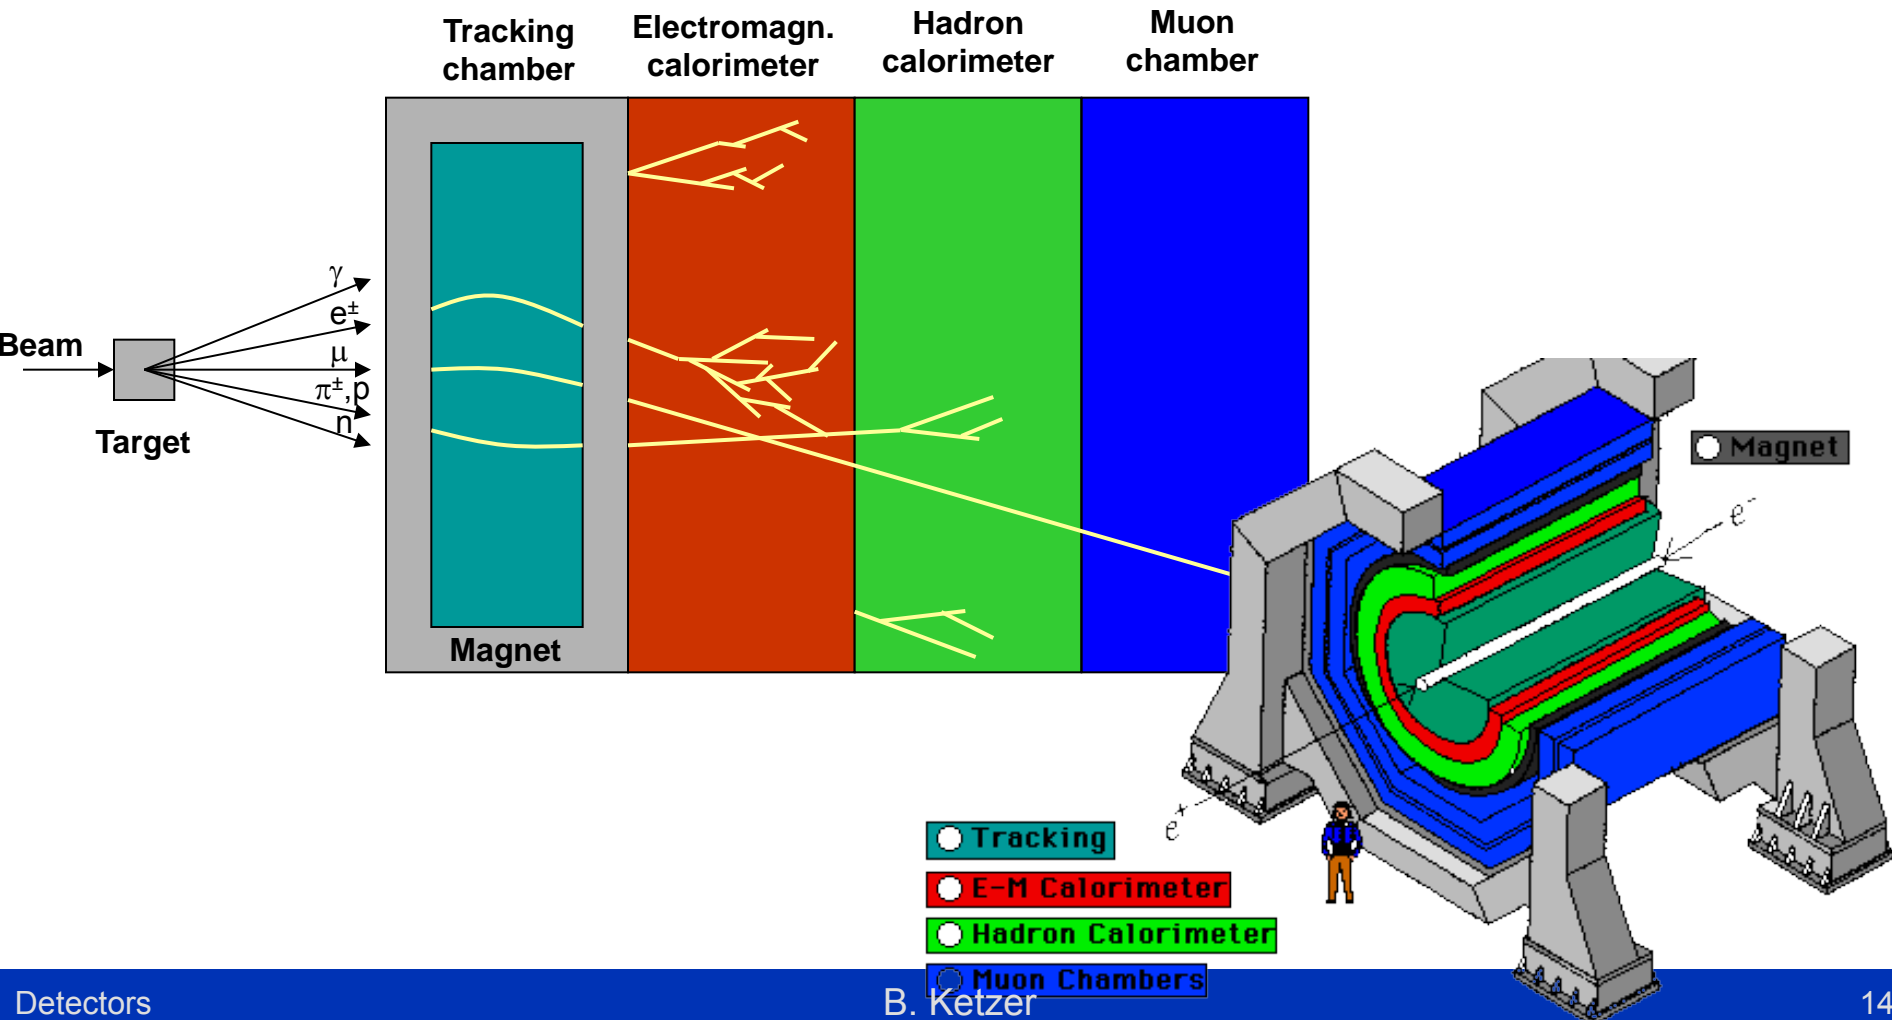 Tracking
chamber
Electromagn.
calorimeter
Hadron
calorimeter
Muon
chamber
γ
e±
Beam
μ
π±,p
n
Target
Magnet
Magnet
e-
e+
Tracking
E-M Calorimeter
Hadron Calorimeter
Muon Chambers
Detectors
B. Ketzer
14